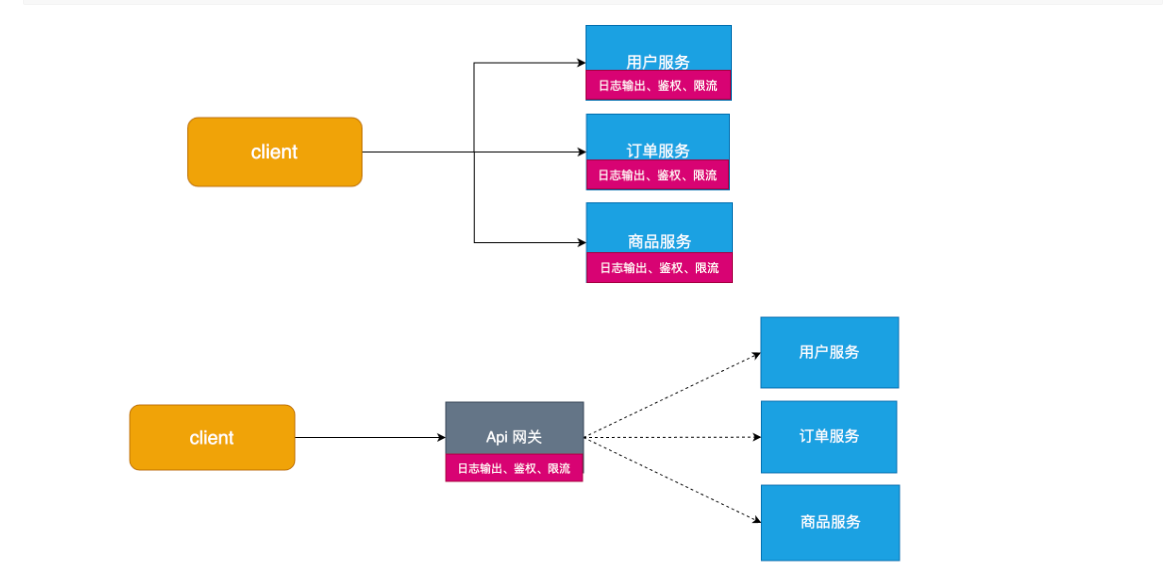 用户服务
日志输出、鉴权、限流
client
订单服务
日志输出、鉴权、限流
商品服务
日志输出、鉴权、限流
用户服务
client
Api 网关
日志输出、鉴权、限流
订单服务
商品服务